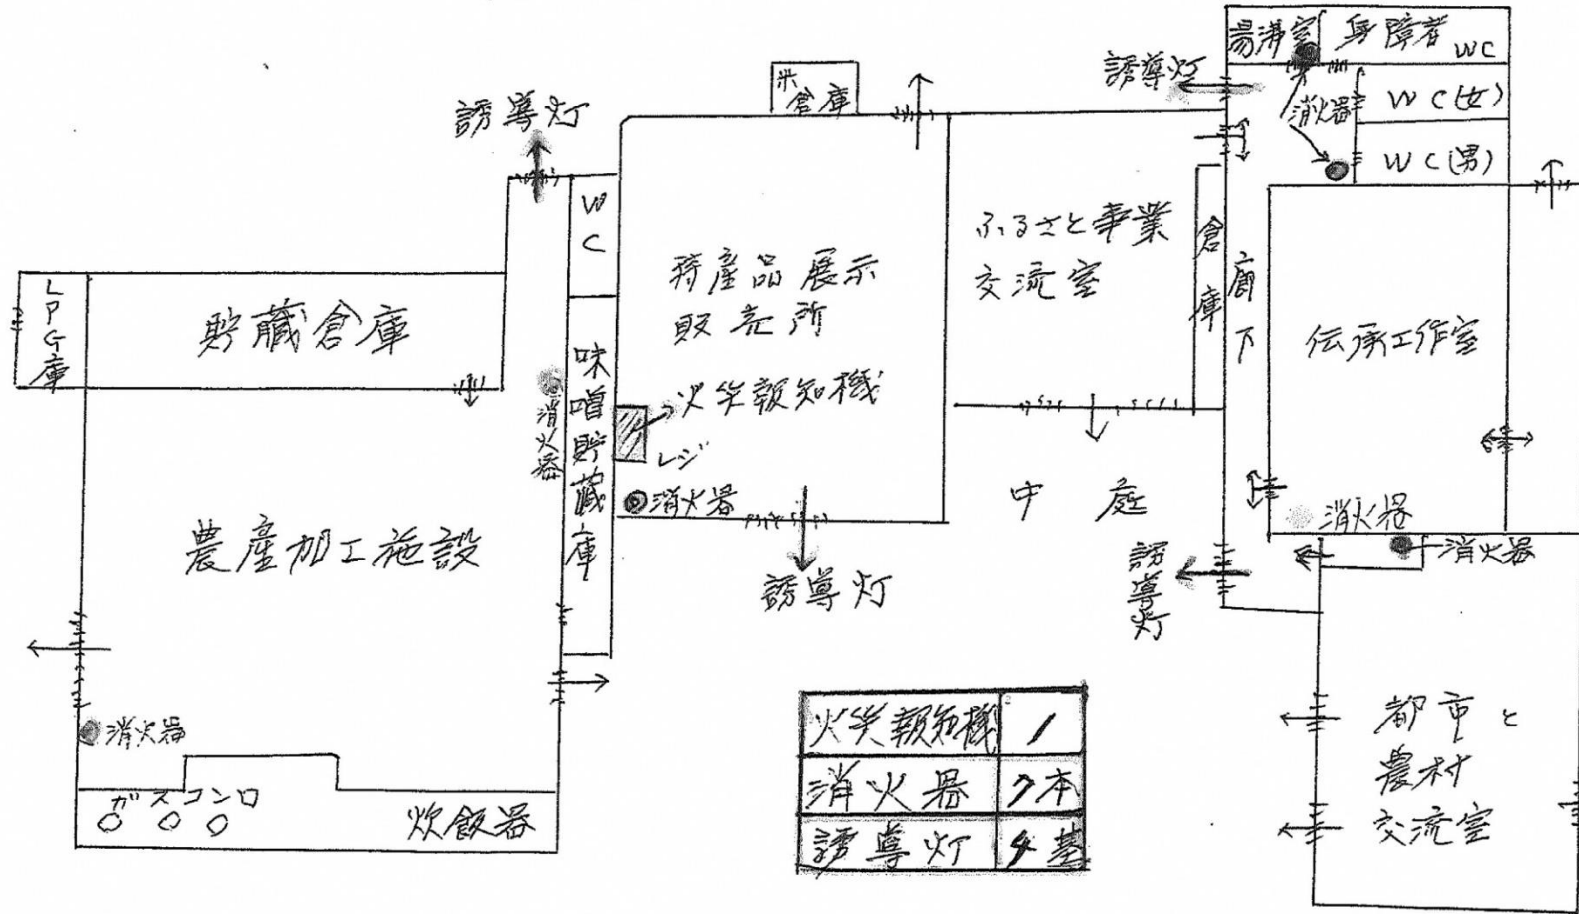 湯沸室
身障者
WC
誘導灯
消火器
WC(女)
WC(男)
米
倉庫
誘導灯
WC
特産品展示
販売所
火災報知機
レジ
消火器
誘導灯
ふるさと事業
交流室
倉庫
廊下
伝承工作室
LPG庫
貯蔵倉庫
消火器
味噌貯蔵庫
農産加工施設
中庭
消火器
消火器
誘導灯
消火器
ガスコンロ
炊飯器
都市と
農村
交流室
火災報知機 1
消火器 7本
誘導灯 4基